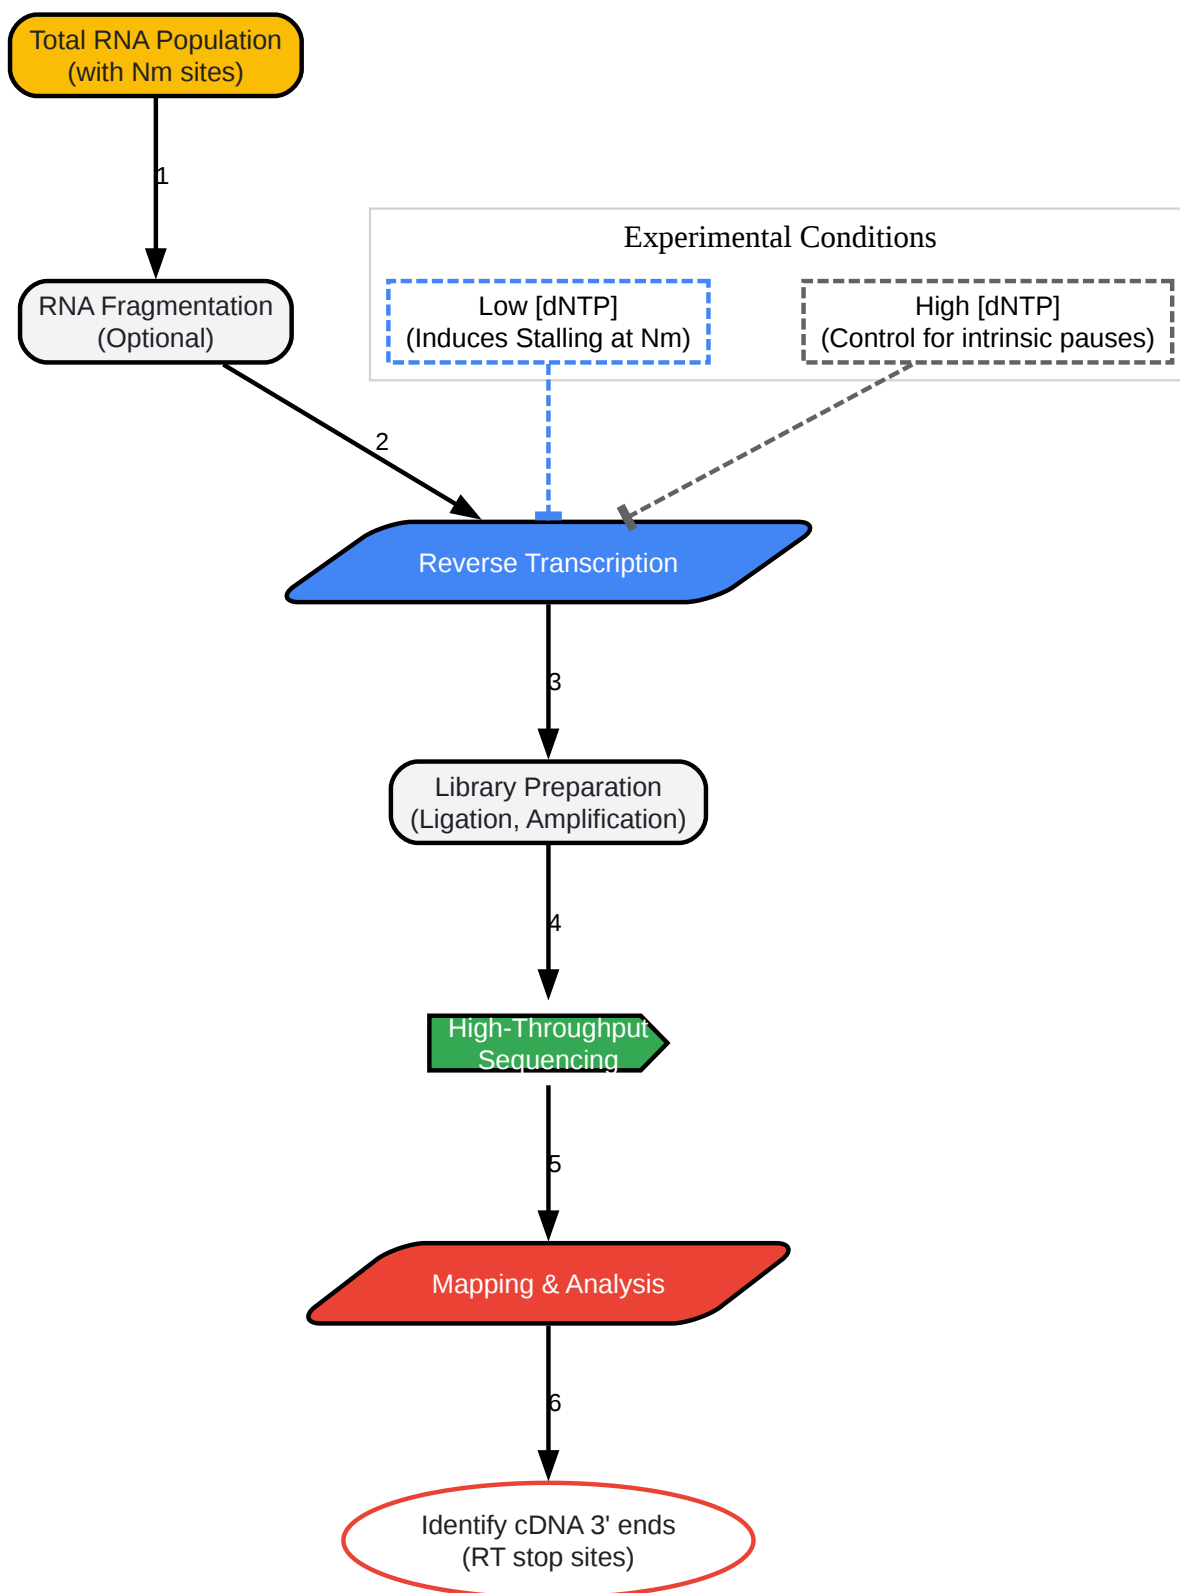 Total RNA Population
(with Nm sites)
1
Experimental Conditions
RNA Fragmentation
(Optional)
Low [dNTP]
(Induces Stalling at Nm)
High [dNTP]
(Control for intrinsic pauses)
2
Reverse Transcription
3
Library Preparation
(Ligation, Amplification)
4
High-Throughput
Sequencing
5
Mapping & Analysis
6
Identify cDNA 3' ends
(RT stop sites)